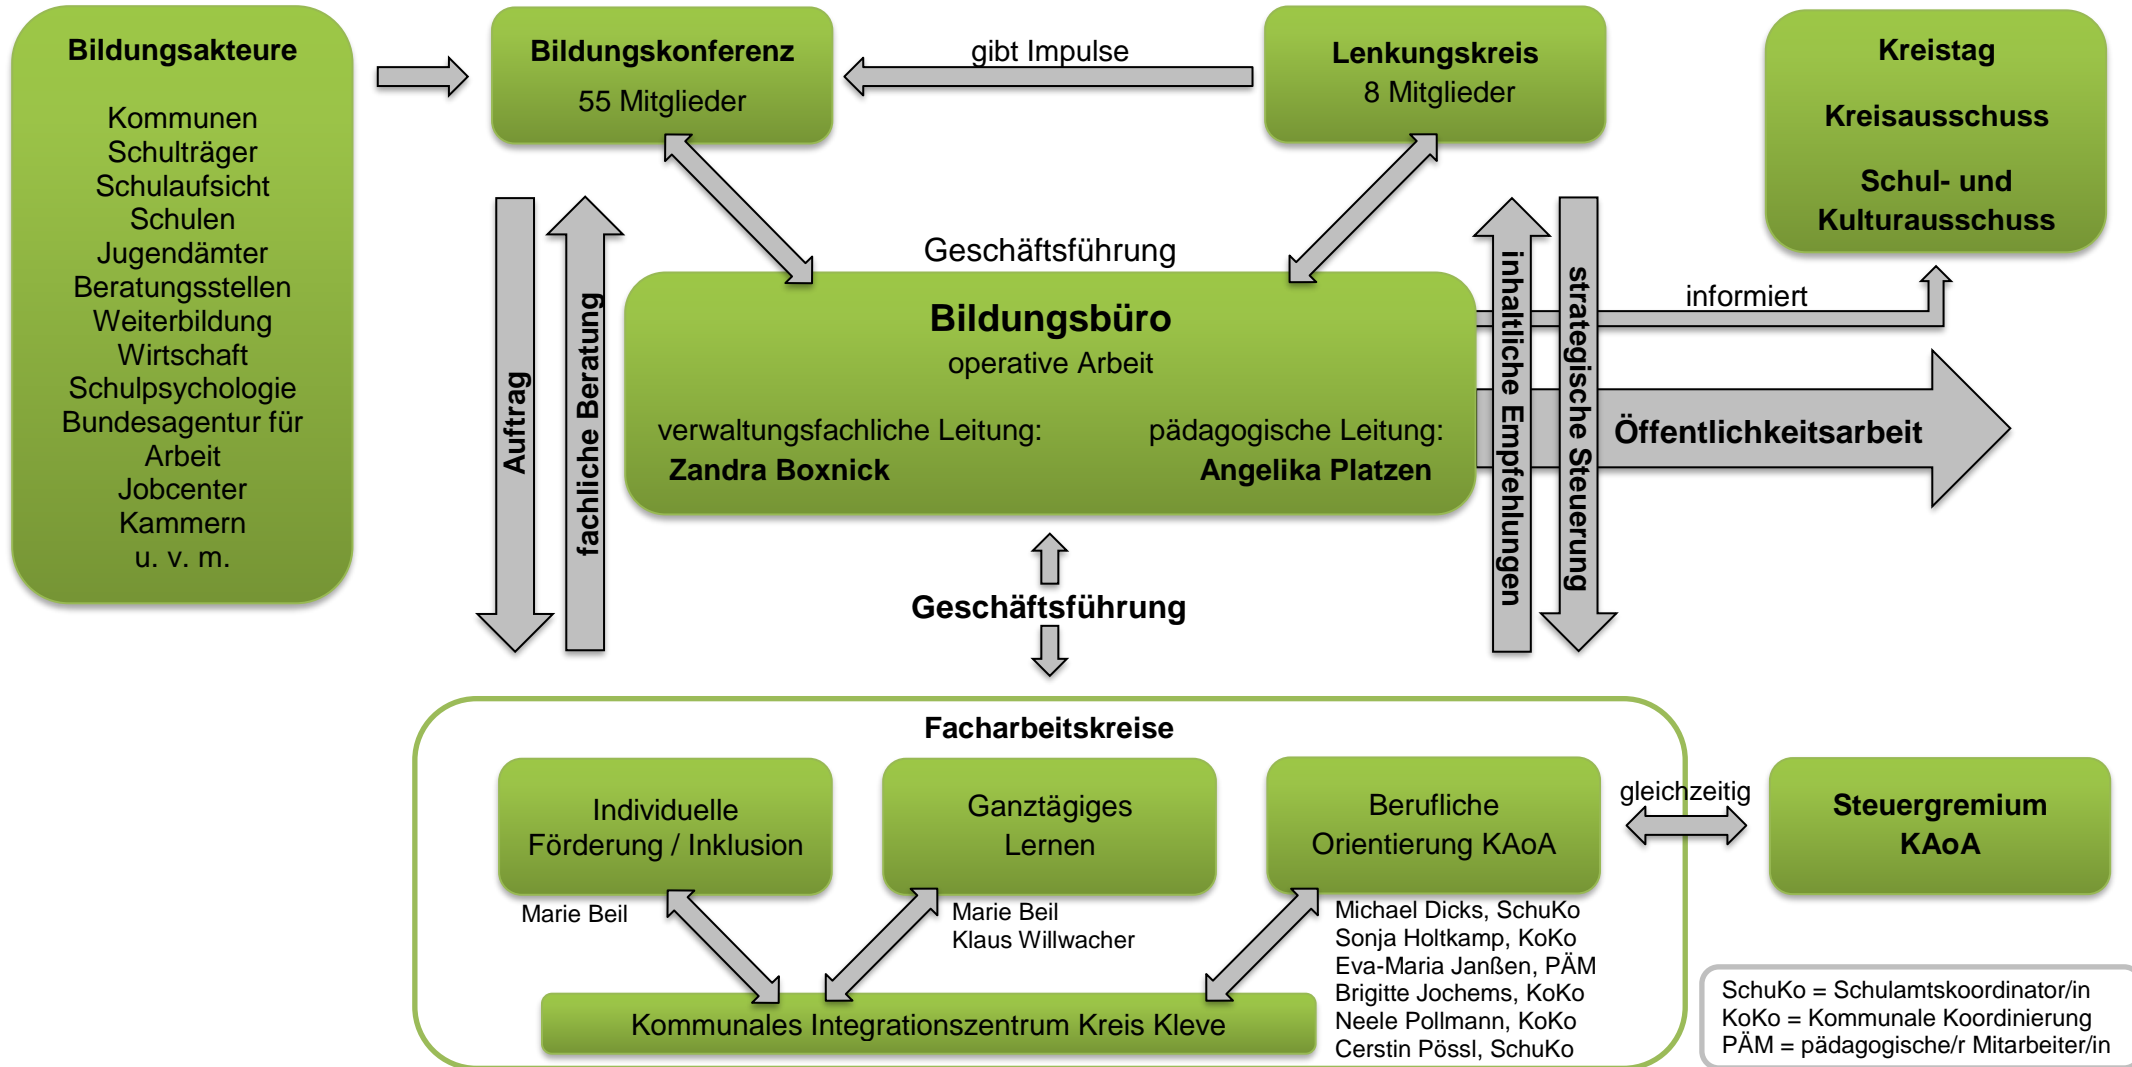 Bildungsakteure
Kommunen
Schulträger
Schulaufsicht
Schulen
Jugendämter
Beratungsstellen
Weiterbildung
Wirtschaft
Schulpsychologie
Bundesagentur für
Arbeit
Jobcenter
Kammern
u. v. m.
Bildungskonferenz
55 Mitglieder
gibt Impulse
Lenkungskreis
8 Mitglieder
Kreistag
Kreisausschuss
Schul- und
Kulturausschuss
Auftrag
fachliche Beratung
Geschäftsführung
Bildungsbüro
operative Arbeit
verwaltungsfachliche Leitung:
Zandra Boxnick
pädagogische Leitung:
Angelika Platzen
inhaltliche Empfehlungen
strategische Steuerung
informiert
Öffentlichkeitsarbeit
Geschäftsführung
Facharbeitskreise
Individuelle
Förderung / Inklusion
Marie Beil
Ganztägiges
Lernen
Marie Beil
Klaus Willwacher
Berufliche
Orientierung KAoA
Michael Dicks, SchuKo
Sonja Holtkamp, KoKo
Eva-Maria Janßen, PÄM
Brigitte Jochems, KoKo
Neele Pollmann, KoKo
Cerstin Pössl, SchuKo
gleichzeitig
Steuergremium
KAoA
Kommunales Integrationszentrum Kreis Kleve
SchuKo = Schulamtskoordinator/in
KoKo = Kommunale Koordinierung
PÄM = pädagogische/r Mitarbeiter/in